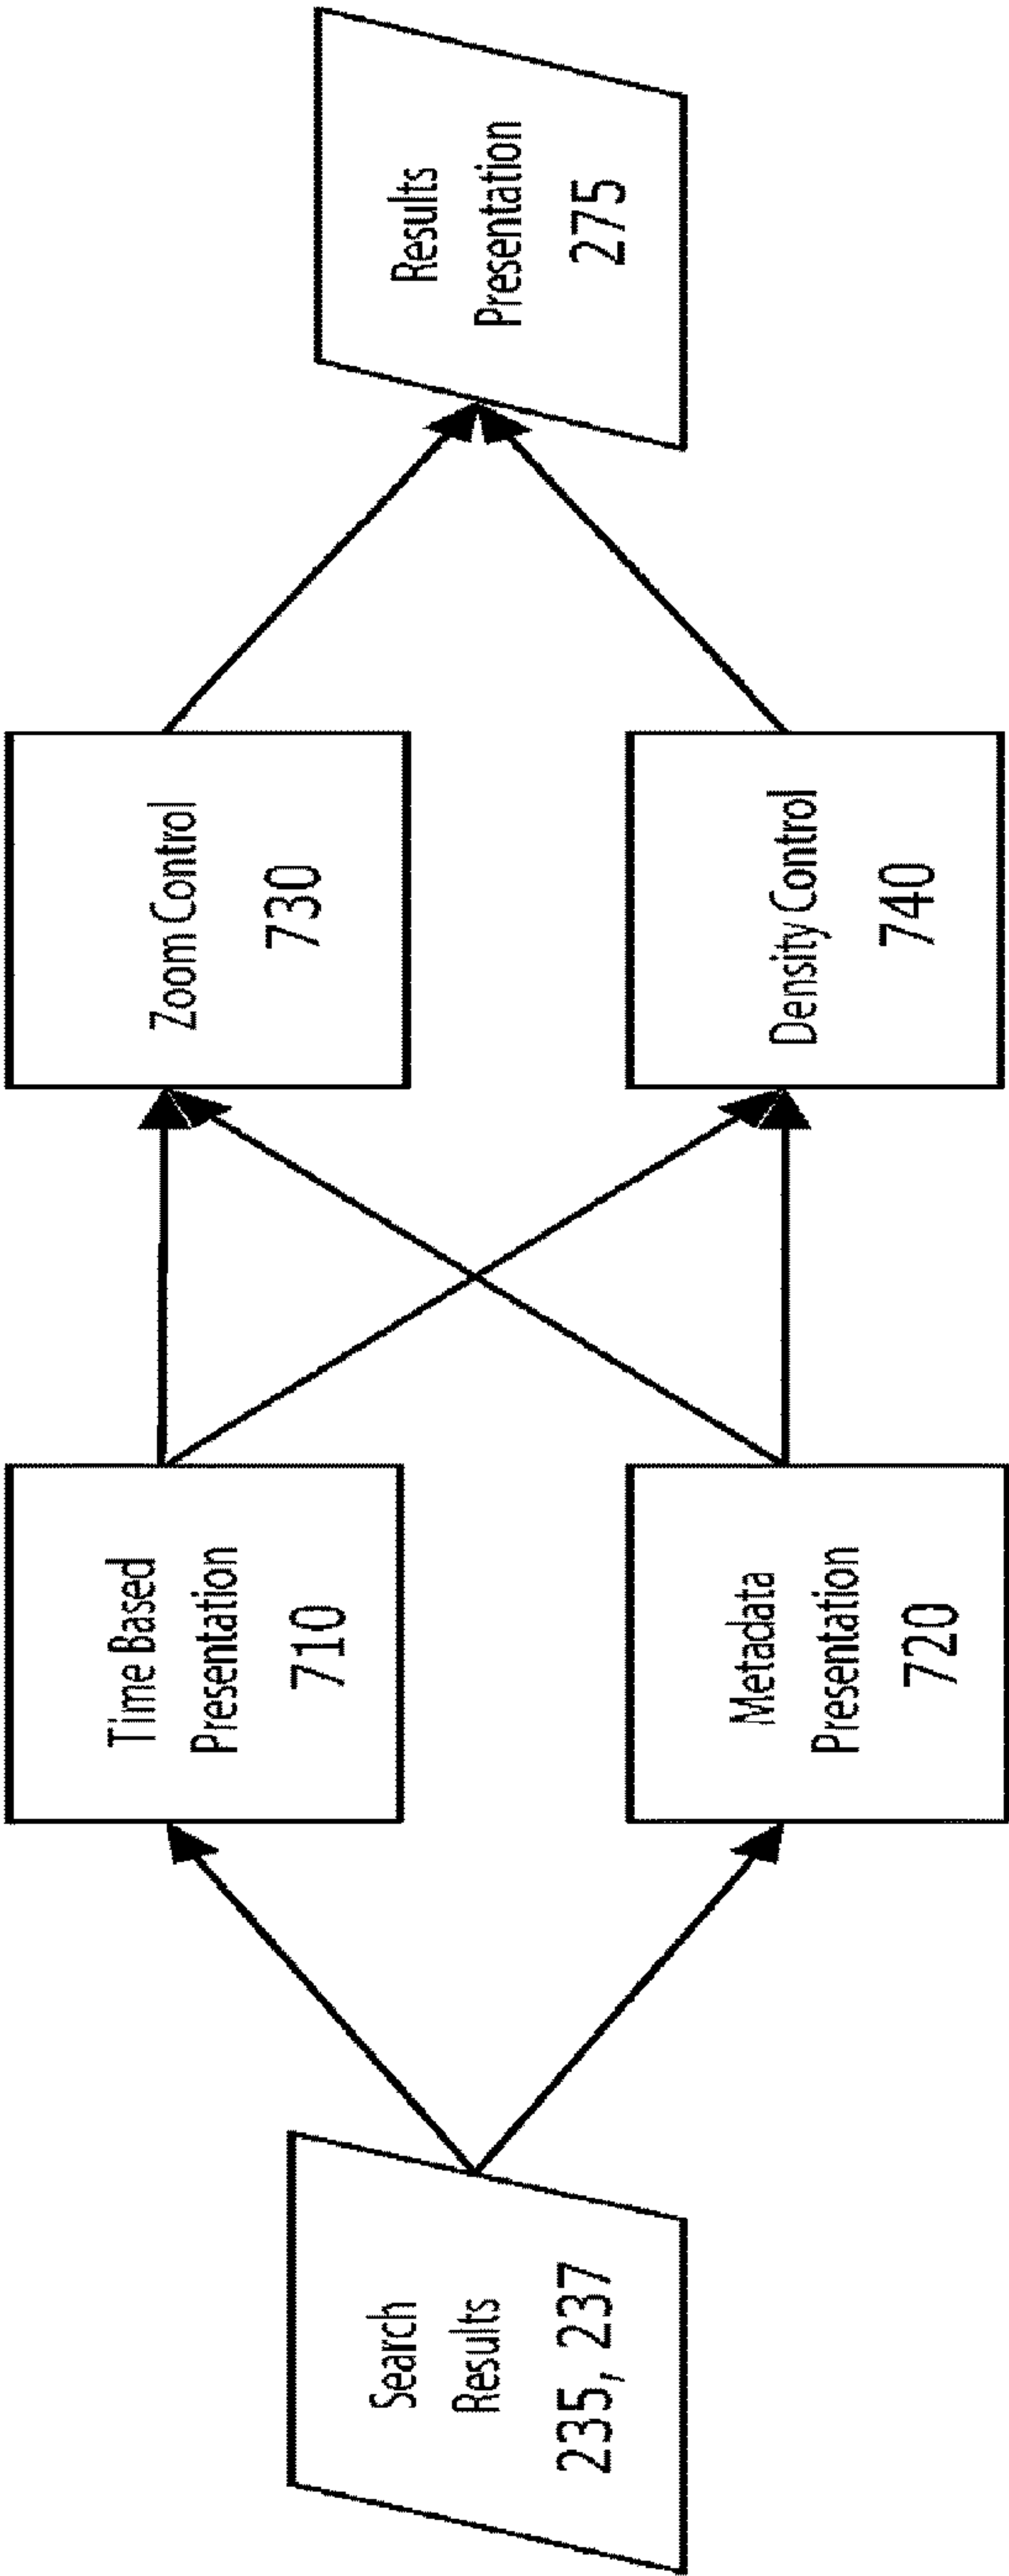 Search
Results
235, 237
Time Based
Presentation
710
Metadata
Presentation
720
Zoom Control
730
Density Control
740
Results
Presentation
275